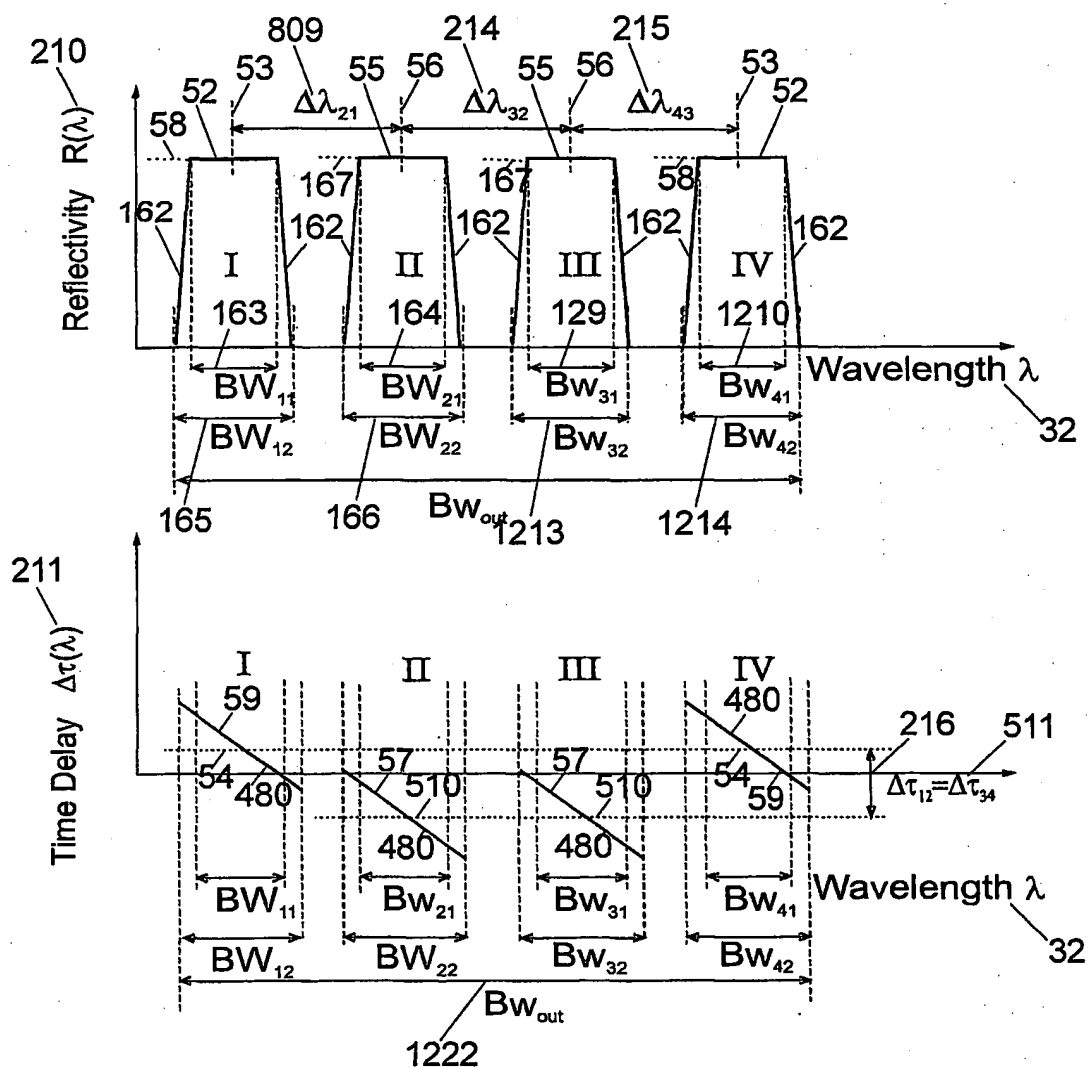 809 214 215
210 53 55 56 55 56 53
52 Δλ₂₁ Δλ₃₂ Δλ₄₃ 52
58 167 167 58
Reflectivity R(λ)
162 162 162 162 162
I II III IV
163 164 129 1210
BW₁₁ BW₂₁ Bw₃₁ Bw₄₁ Wavelength λ
BW₁₂ BW₂₂ Bw₃₂ Bw₄₂ 32
Bw_out
165 166 1213 1214
211
Time Delay Δτ(λ)
I II III IV
59 480 216 511
54 57 510 57 510 54
480 59 Δτ₁₂=Δτ₃₄
480 480
BW₁₁ Bw₂₁ Bw₃₁ Bw₄₁ Wavelength λ
BW₁₂ BW₂₂ Bw₃₂ Bw₄₂ 32
Bw_out
1222